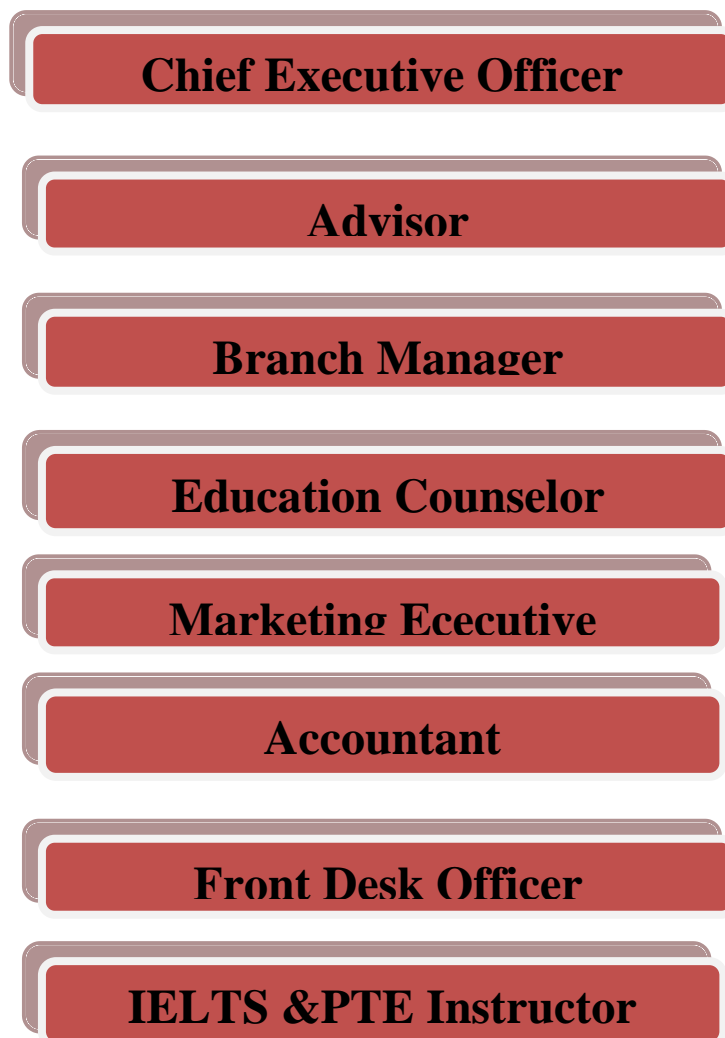 Chief Executive Officer
Advisor
Branch Manager
Education Counselor
Marketing Ececutive
Accountant
Front Desk Officer
IELTS &PTE Instructor